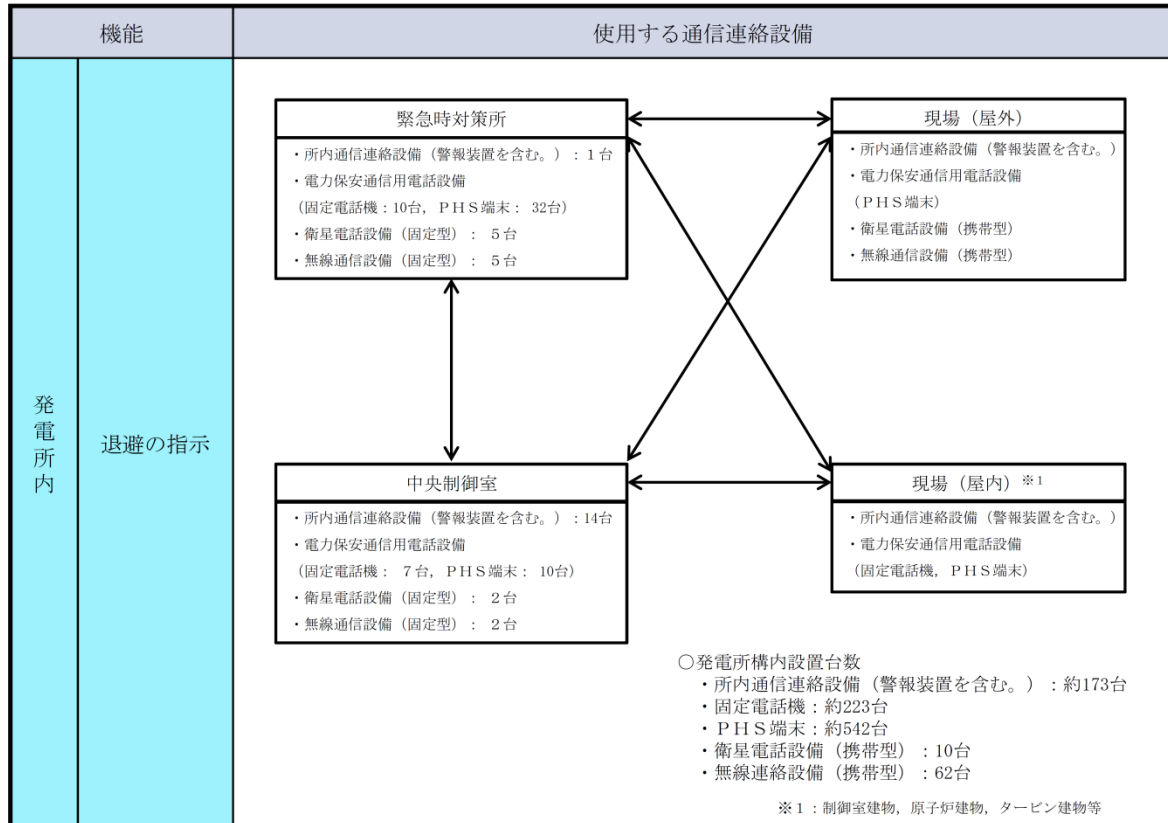 機能
使用する通信連絡設備
発電所内
退避の指示
緊急時対策所
・所内通信連絡設備（警報装置を含む。）：1台
・電力保安通信用電話設備
（固定電話機：10台，ＰＨＳ端末： 32台）
・衛星電話設備（固定型）： ５台
・無線通信設備（固定型）： ５台
現場（屋外）
・所内通信連絡設備（警報装置を含む。）
・電力保安通信用電話設備
（ＰＨＳ端末）
・衛星電話設備（携帯型）
・無線通信設備（携帯型）
中央制御室
・所内通信連絡設備（警報装置を含む。）：14台
・電力保安通信用電話設備
（固定電話機： ７台，ＰＨＳ端末： 10台）
・衛星電話設備（固定型）： ２台
・無線通信設備（固定型）： ２台
現場（屋内）※1
・所内通信連絡設備（警報装置を含む。）
・電力保安通信用電話設備
（固定電話機，ＰＨＳ端末）
○発電所構内設置台数
・所内通信連絡設備（警報装置を含む。）：約173台
・固定電話機：約223台
・ＰＨＳ端末：約542台
・衛星電話設備（携帯型）：10台
・無線連絡設備（携帯型）：62台
※１：制御室建物，原子炉建物，タービン建物等